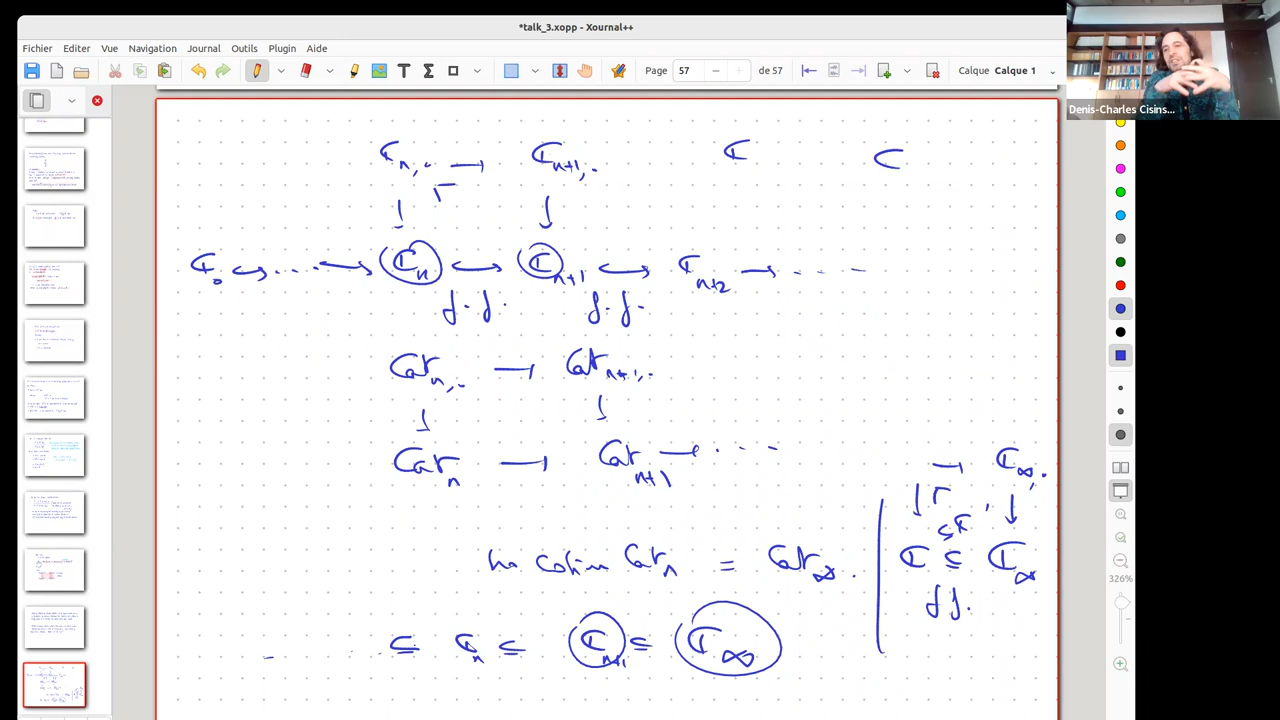 *talk_3.xopp - Xournal++
Fichier Editer Vue Navigation Journal Outils Plugin Aide
Page 57 de 57 Calque Calque 1
Denis-Charles Cisins...
ℂ_{n,•} → ℂ_{n+1,•} ℂ ⊂
↓ ↓
ℂ_0 ↪ ... ↪ ℂ_n ↪ ℂ_{n+1} ↪ ℂ_{n+2} → ....
f.f. f.f.
Cat_{n,•} → Cat_{n+1,•}
↓ ↓
Cat_n → Cat_{n+1} → ....
→ ℂ_{∞,•}
↓ ↓
colim Cat_n = Cat_∞.
ℂ ⊆ ℂ_∞
ff.
⊆ ℂ_n ⊆ ℂ_{n+1} ⊆ ℂ_∞
326%